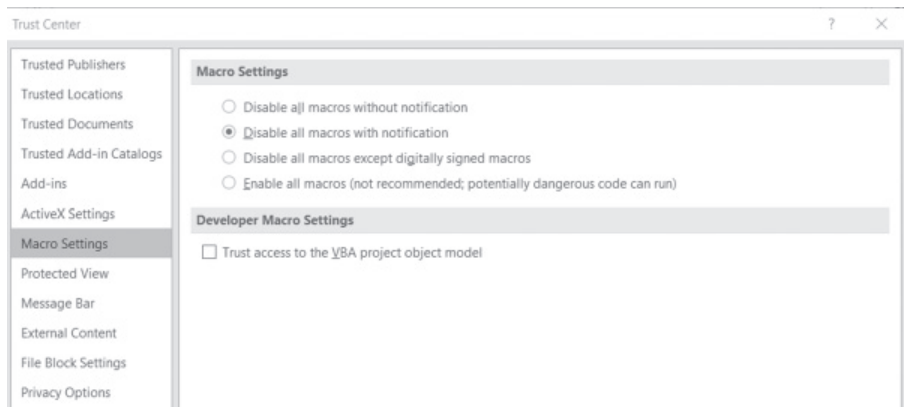 Trust Center
?
Trusted Publishers
Trusted Locations
Trusted Documents
Trusted Add-in Catalogs
Add-ins
ActiveX Settings
Macro Settings
Protected View
Message Bar
External Content
File Block Settings
Privacy Options
Macro Settings
Disable all macros without notification
Disable all macros with notification
Disable all macros except digitally signed macros
Enable all macros (not recommended; potentially dangerous code can run)
Developer Macro Settings
Trust access to the VBA project object model